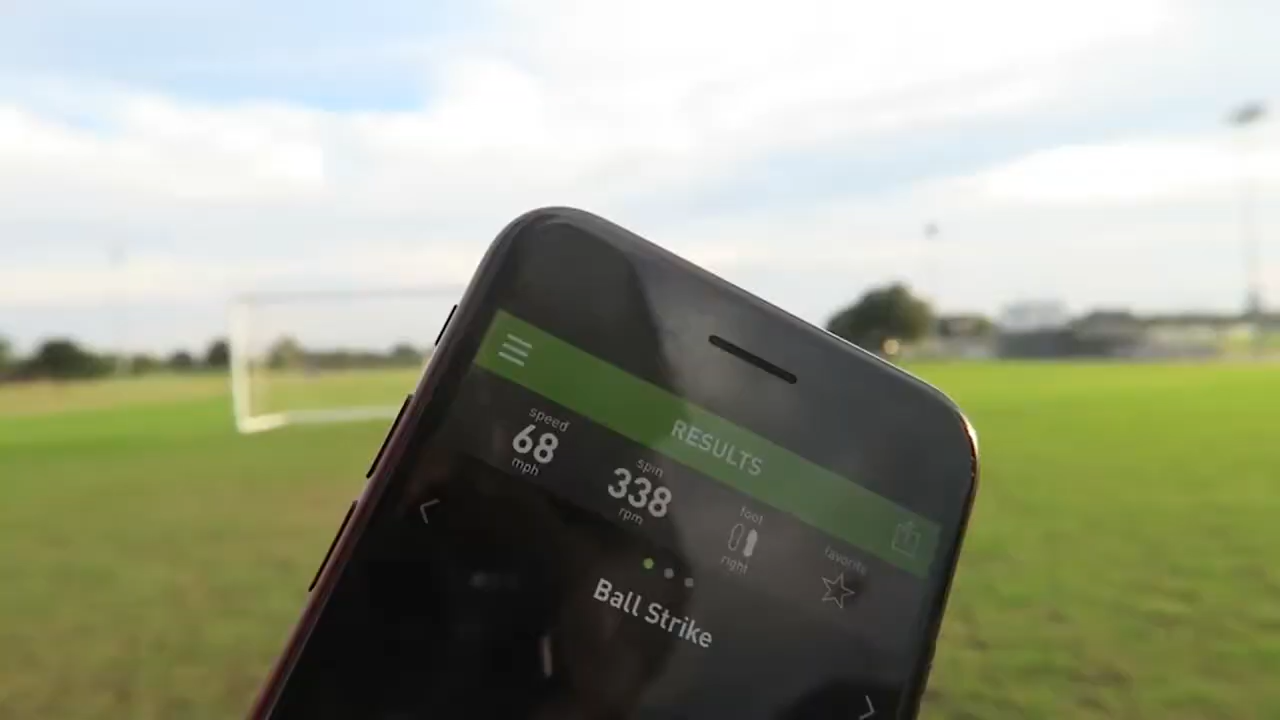 RESULTS
speed
68
mph
spin
338
rpm
foot
right
favorite
Ball Strike